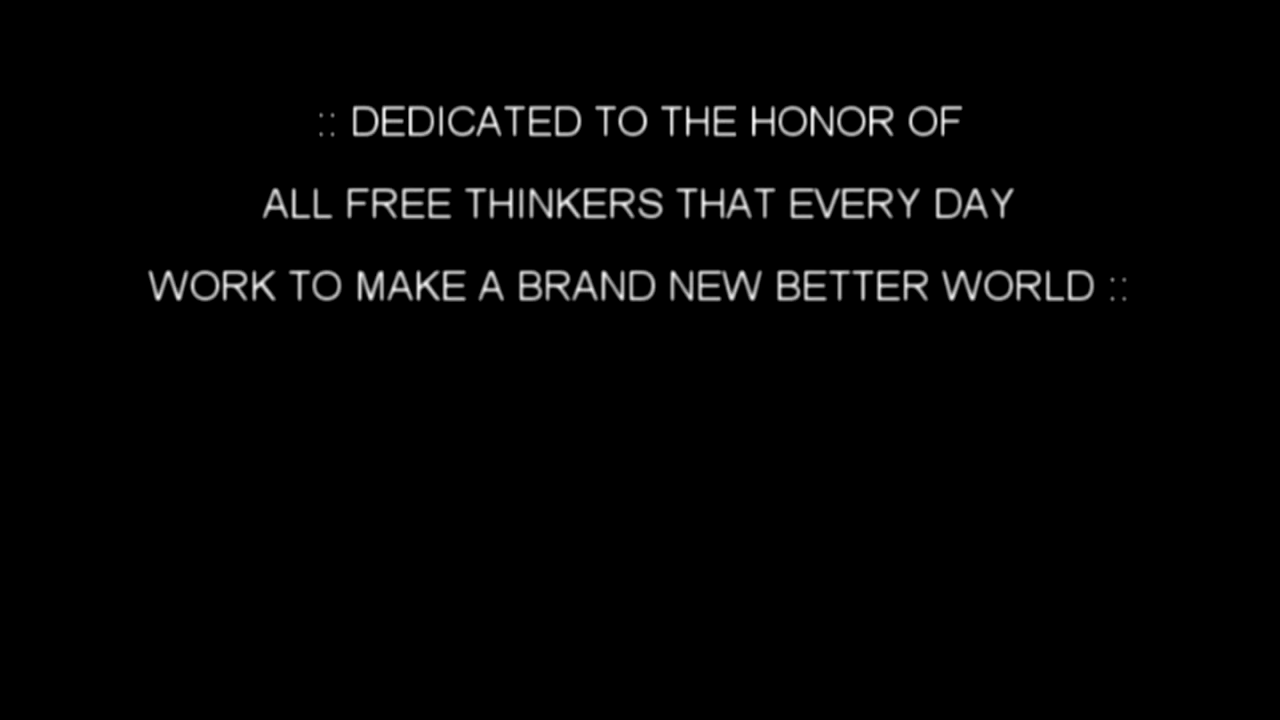 :: DEDICATED TO THE HONOR OF
ALL FREE THINKERS THAT EVERY DAY
WORK TO MAKE A BRAND NEW BETTER WORLD ::